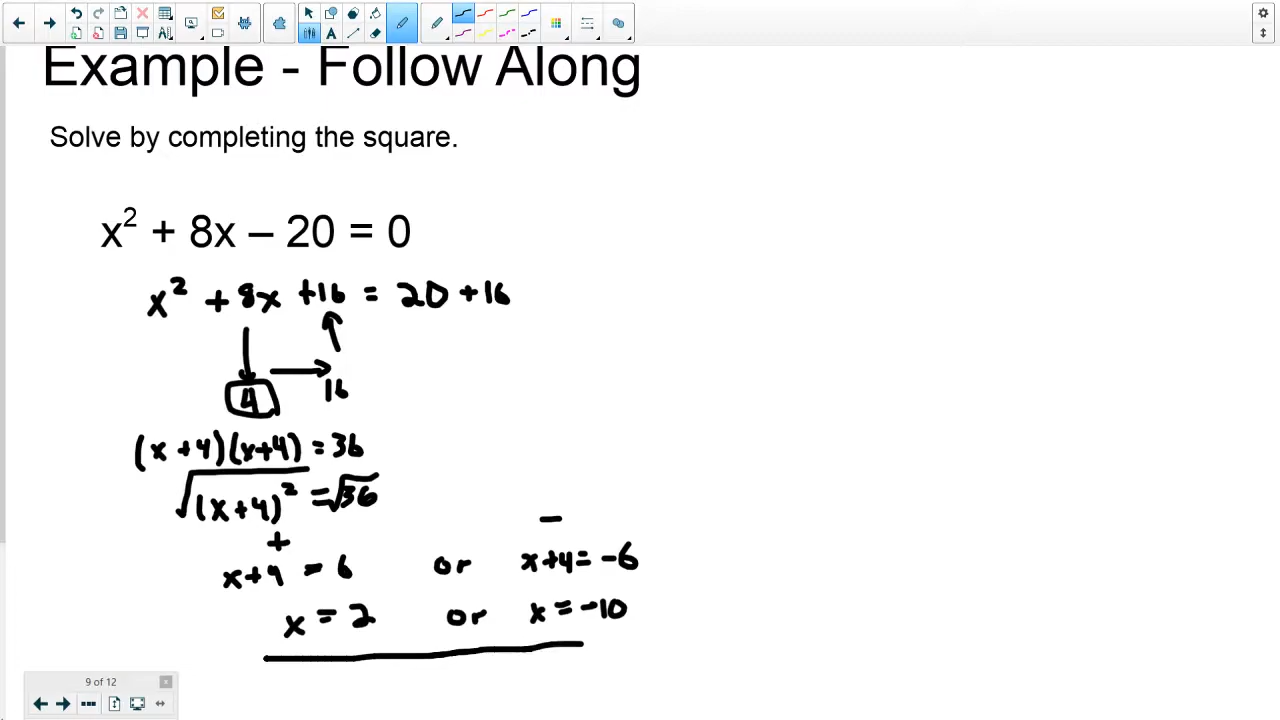 Example - Follow Along
Solve by completing the square.
x² + 8x – 20 = 0
x² + 8x +16 = 20 +16
4 → 16
(x +4)(x+4) = 36
√(x+4)² = √36
+ –
x+4 = 6 or x+4 = -6
x = 2 or x = -10
9 of 12